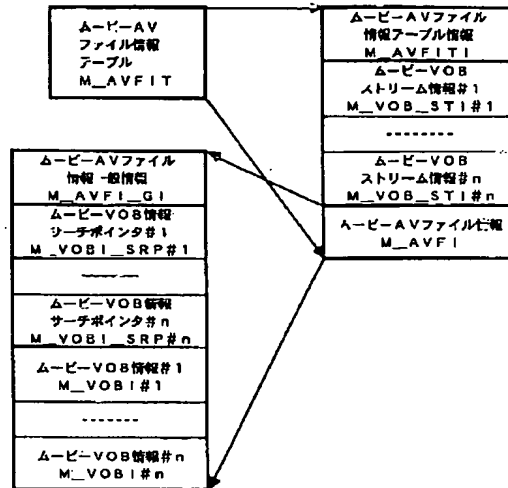 ムービーAV
ファイル情報
テーブル
M_AVFIT
ムービーAVファイル
情報テーブル情報
M_AVFITI
ムービーVOB
ストリーム情報#1
M_VOB_STI#1
--------
ムービーVOB
ストリーム情報#n
M_VOB_STI#n
ムービーAVファイル情報
M_AVFI
ムービーAVファイル
情報一般情報
M_AVFI_GI
ムービーVOB情報
サーチポインタ#1
M_VOBI_SRP#1
-------
ムービーVOB情報
サーチポインタ#n
M_VOBI_SRP#n
ムービーVOB情報#1
M_VOBI#1
-------
ムービーVOB情報#n
M_VOBI#n